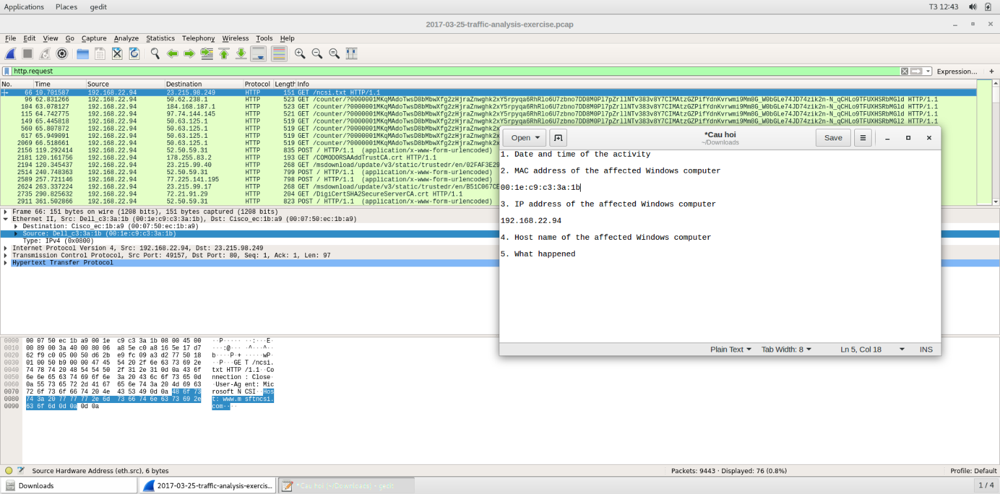 Applications Places gedit T3 12:43
2017-03-25-traffic-analysis-exercise.pcap
File Edit View Go Capture Analyze Statistics Telephony Wireless Tools Help
http.request Expression... +
No. Time Source Destination Protocol Length Info
66 10.701587 192.168.22.94 23.215.98.249 HTTP 151 GET /ncsi.txt HTTP/1.1
96 62.831266 192.168.22.94 50.62.238.1 HTTP 523 GET
104 63.078127 192.168.22.94 184.168.187.1 HTTP 523 GET
115 64.742775 192.168.22.94 97.74.144.145 HTTP 521 GET
149 65.445818 192.168.22.94 50.63.125.1 HTTP 519 GET
560 65.807872 192.168.22.94 50.63.125.1 HTTP 519 GET /counter/?0000001MKqMAdoTwsD8bMbwX
617 65.949091 192.168.22.94 50.63.125.1 HTTP 519 GET /counter/?0000001MKqMAdoTwsD8bMbwX
2069 66.518661 192.168.22.94 50.63.125.1 HTTP 519 GET /counter/?0000001MKqMAdoTwsD8bMbwX
2156 119.292414 192.168.22.94 52.50.59.31 HTTP 835 POST / HTTP/1.1 (application/x-www-form-urlencoded)
2181 120.161756 192.168.22.94 178.255.83.2 HTTP 193 GET /COMODORSAAddTrustCA.crt HTTP/1.1
2194 120.345437 192.168.22.94 23.215.99.40 HTTP 268 GET /msdownload/update/v3/static/trustedr/en/02FAF3E29
2514 240.748363 192.168.22.94 52.50.59.31 HTTP 799 POST / HTTP/1.1 (application/x-www-form-urlencoded)
2589 257.721146 192.168.22.94 77.225.141.195 HTTP 798 POST / HTTP/1.1 (application/x-www-form-urlencoded)
2624 263.337224 192.168.22.94 23.215.99.17 HTTP 268 GET /msdownload/update/v3/static/trustedr/en/B51C067CE
2735 290.825632 192.168.22.94 72.21.91.29 HTTP 204 GET /DigiCertSHA2SecureServerCA.crt HTTP/1.1
2911 361.502866 192.168.22.94 52.50.59.31 HTTP 823 POST / HTTP/1.1 (application/x-www-form-urlencoded)
Frame 66: 151 bytes on wire (1208 bits), 151 bytes captured (1208 bits)
Ethernet II, Src: Dell_c3:3a:1b (00:1e:c9:c3:3a:1b), Dst: Cisco_ec:1b:a9 (00:07:50:ec:1b:a9)
Destination: Cisco_ec:1b:a9 (00:07:50:ec:1b:a9)
Source: Dell_c3:3a:1b (00:1e:c9:c3:3a:1b)
Type: IPv4 (0x0800)
Internet Protocol Version 4, Src: 192.168.22.94, Dst: 23.215.98.249
Transmission Control Protocol, Src Port: 49157, Dst Port: 80, Seq: 1, Ack: 1, Len: 97
Hypertext Transfer Protocol
Open *Cau hoi Save
~/Downloads
1. Date and time of the activity
2. MAC address of the affected Windows computer
00:1e:c9:c3:3a:1b
3. IP address of the affected Windows computer
192.168.22.94
4. Host name of the affected Windows computer
5. What happened
Plain Text Tab Width: 8 Ln 5, Col 18 INS
0000 00 07 50 ec 1b a9 00 1e c9 c3 3a 1b 08 00 45 00 ··P····· ··:···E·
0010 00 89 00 3a 40 00 80 06 a8 5e c0 a8 16 5e 17 d7 ···:@··· ·^···^··
0020 62 f9 c0 05 00 50 d6 2b e9 fc 09 a3 d2 77 50 18 b····P·+ ·····wP·
0030 01 00 50 b9 00 00 47 45 54 20 2f 6e 63 73 69 2e ··P···GE T /ncsi.
0040 74 78 74 20 48 54 54 50 2f 31 2e 31 0d 0a 43 6f txt HTTP /1.1··Co
0050 6e 6e 65 63 74 69 6f 6e 3a 20 43 6c 6f 73 65 0d nnection : Close·
0060 0a 55 73 65 72 2d 41 67 65 6e 74 3a 20 4d 69 63 ·User-Ag ent: Mic
0070 72 6f 73 6f 66 74 20 4e 43 53 49 0d 0a 48 6f 73 rosoft N CSI··Hos
0080 74 3a 20 77 77 77 2e 6d 73 66 74 6e 63 73 69 2e t: www.m sftncsi.
0090 63 6f 6d 0d 0a 0d 0a com····
Source Hardware Address (eth.src), 6 bytes Packets: 9443 · Displayed: 76 (0.8%) Profile: Default
Downloads 2017-03-25-traffic-analysis-exercis... *Cau hoi (~/Downloads) - gedit 1 / 4